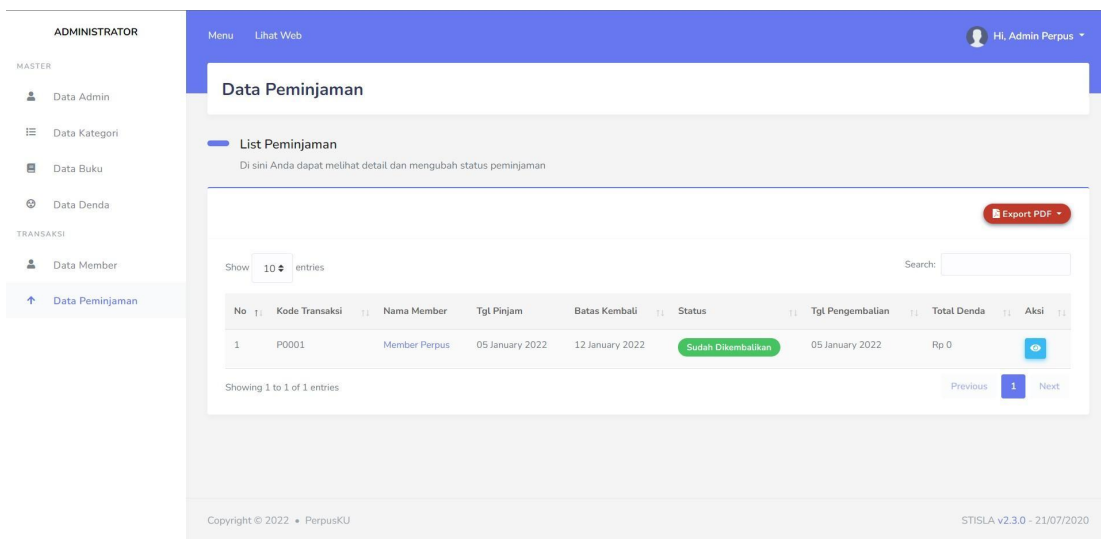 ADMINISTRATOR
Menu Lihat Web
Hi, Admin Perpus
MASTER
Data Admin
Data Kategori
Data Buku
Data Denda
TRANSAKSI
Data Member
Data Peminjaman
Data Peminjaman
List Peminjaman
Di sini Anda dapat melihat detail dan mengubah status peminjaman
Export PDF
Show 10 entries
Search:
No Kode Transaksi Nama Member Tgl Pinjam Batas Kembali Status Tgl Pengembalian Total Denda Aksi
1 P0001 Member Perpus 05 January 2022 12 January 2022 Sudah Dikembalikan 05 January 2022 Rp 0
Showing 1 to 1 of 1 entries
Previous 1 Next
Copyright © 2022 • PerpusKU
STISLA v2.3.0 - 21/07/2020